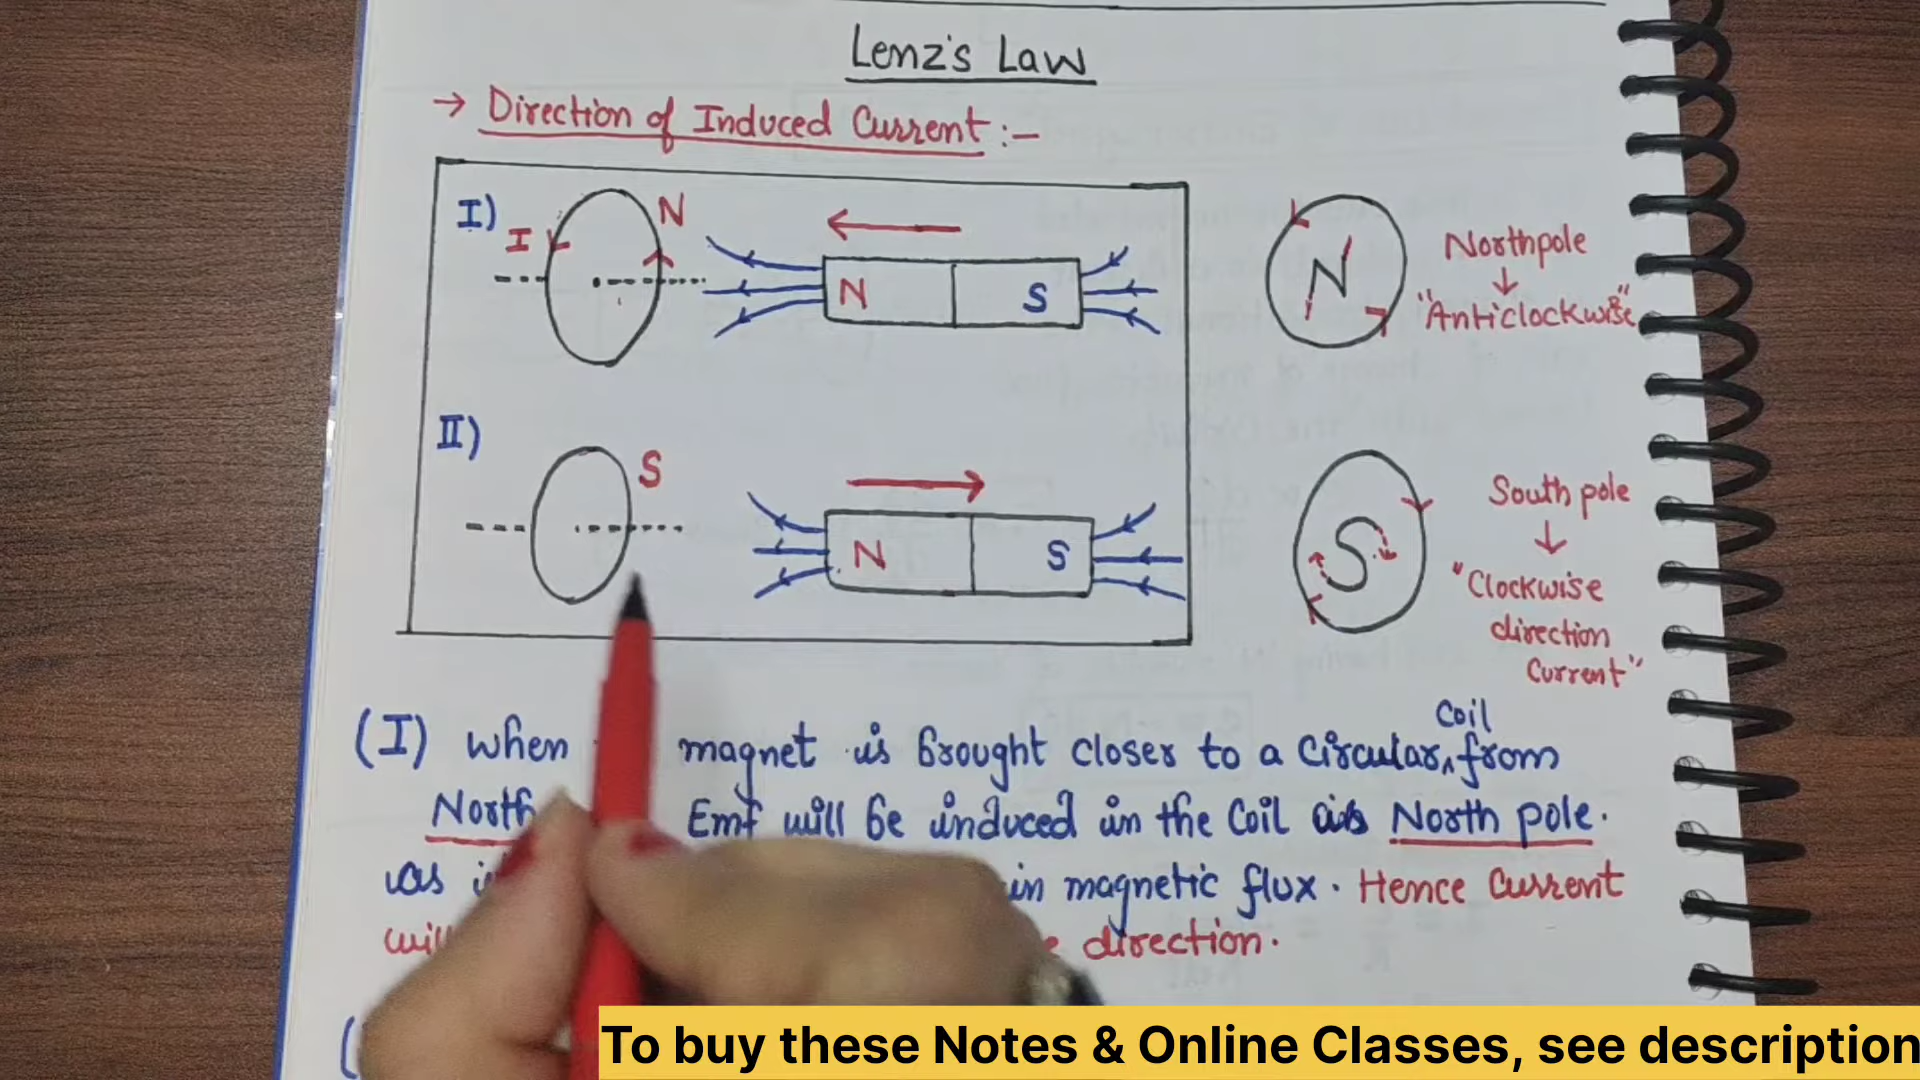 Lenz's Law
→ Direction of Induced Current :-
I)
I
N
N
S
N
Northpole
↓
"Anticlockwise"
II)
S
N
S
S
South pole
↓
"Clockwise
direction
Current"
(I) When magnet is brought closer to a Circular ^ Coil from
North Emf will be induced in the Coil as North pole.
as in magnetic flux. Hence Current
will direction.
(
To buy these Notes & Online Classes, see description